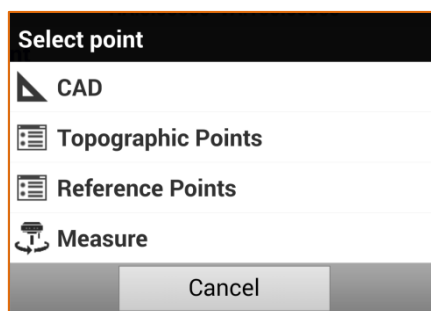 Select point
CAD
Topographic Points
Reference Points
Measure
Cancel